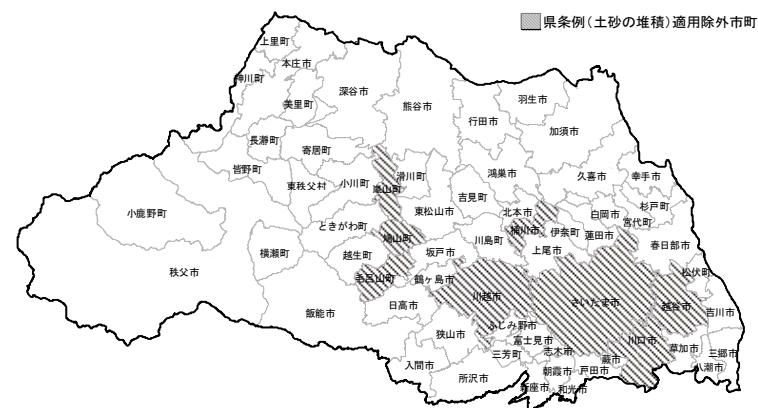 県条例(土砂の堆積)適用除外市町
上里町
本庄市
神川町
美里町
深谷市
熊谷市
羽生市
行田市
加須市
長瀞町
寄居町
皆野町
東秩父村
小川町
嵐山町
滑川町
鴻巣市
久喜市
幸手市
小鹿野町
吉見町
東松山市
北本市
白岡市
杉戸町
宮代町
ときがわ町
鳩山町
桶川市
伊奈町
蓮田市
川島町
上尾市
春日部市
横瀬町
越生町
坂戸市
秩父市
毛呂山町
鶴ヶ島市
松伏町
川越市
さいたま市
越谷市
飯能市
日高市
吉川市
ふじみ野市
狭山市
富士見市
川口市
草加市
三芳町
志木市
三郷市
蕨市
入間市
所沢市
朝霞市
戸田市
八潮市
新座市
和光市